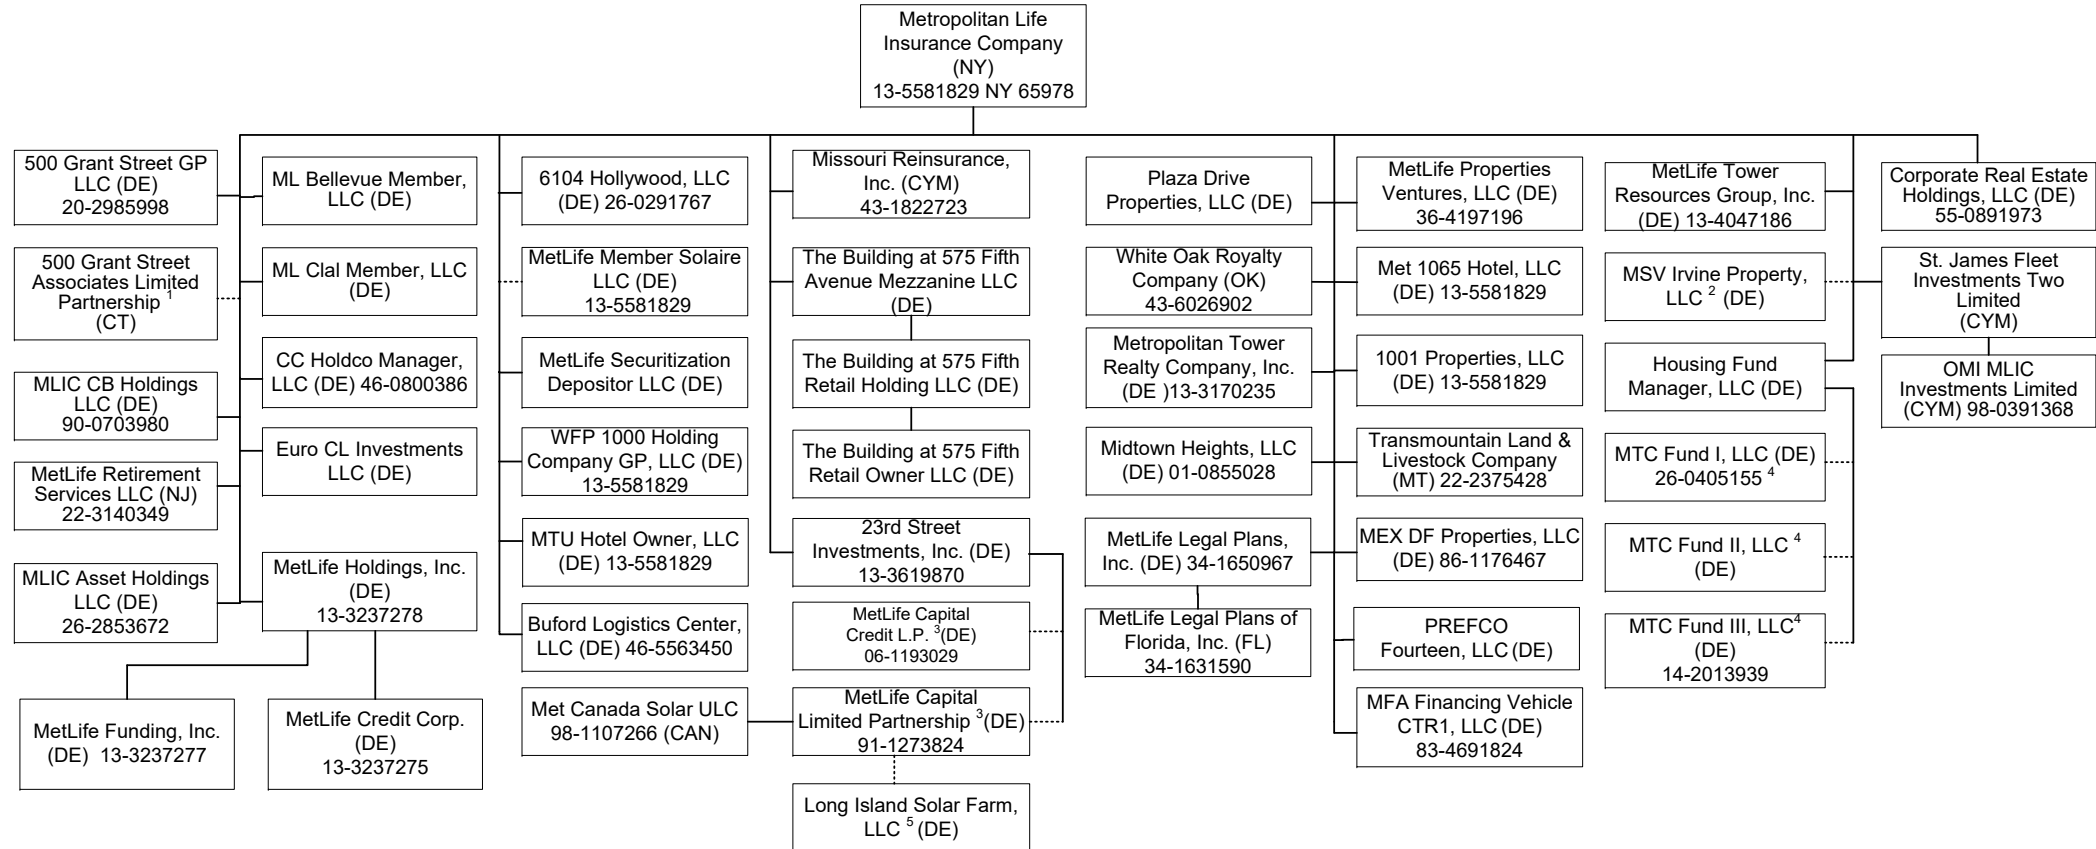 Metropolitan Life
Insurance Company
(NY)
13-5581829 NY 65978
500 Grant Street GP
LLC (DE)
20-2985998
500 Grant Street
Associates Limited
Partnership 1
(CT)
MLIC CB Holdings
LLC (DE)
90-0703980
MetLife Retirement
Services LLC (NJ)
22-3140349
MLIC Asset Holdings
LLC (DE)
26-2853672
ML Bellevue Member,
LLC (DE)
ML Clal Member, LLC
(DE)
CC Holdco Manager,
LLC (DE) 46-0800386
Euro CL Investments
LLC (DE)
MetLife Holdings, Inc.
(DE)
13-3237278
MetLife Funding, Inc.
(DE) 13-3237277
MetLife Credit Corp.
(DE)
13-3237275
6104 Hollywood, LLC
(DE) 26-0291767
MetLife Member Solaire
LLC (DE)
13-5581829
MetLife Securitization
Depositor LLC (DE)
WFP 1000 Holding
Company GP, LLC (DE)
13-5581829
MTU Hotel Owner, LLC
(DE) 13-5581829
Buford Logistics Center,
LLC (DE) 46-5563450
Met Canada Solar ULC
98-1107266 (CAN)
Missouri Reinsurance,
Inc. (CYM)
43-1822723
The Building at 575 Fifth
Avenue Mezzanine LLC
(DE)
The Building at 575 Fifth
Retail Holding LLC (DE)
The Building at 575 Fifth
Retail Owner LLC (DE)
23rd Street
Investments, Inc. (DE)
13-3619870
MetLife Capital
Credit L.P. 3(DE)
06-1193029
MetLife Capital
Limited Partnership 3(DE)
91-1273824
Long Island Solar Farm,
LLC 5 (DE)
Plaza Drive
Properties, LLC (DE)
White Oak Royalty
Company (OK)
43-6026902
Metropolitan Tower
Realty Company, Inc.
(DE )13-3170235
Midtown Heights, LLC
(DE) 01-0855028
MetLife Legal Plans,
Inc. (DE) 34-1650967
MetLife Legal Plans of
Florida, Inc. (FL)
34-1631590
MetLife Properties
Ventures, LLC (DE)
36-4197196
Met 1065 Hotel, LLC
(DE) 13-5581829
1001 Properties, LLC
(DE) 13-5581829
Transmountain Land &
Livestock Company
(MT) 22-2375428
MEX DF Properties, LLC
(DE) 86-1176467
PREFCO
Fourteen, LLC (DE)
MFA Financing Vehicle
CTR1, LLC (DE)
83-4691824
MetLife Tower
Resources Group, Inc.
(DE) 13-4047186
MSV Irvine Property,
LLC 2 (DE)
Housing Fund
Manager, LLC (DE)
MTC Fund I, LLC (DE)
26-0405155 4
MTC Fund II, LLC 4
(DE)
MTC Fund III, LLC4
(DE)
14-2013939
Corporate Real Estate
Holdings, LLC (DE)
55-0891973
St. James Fleet
Investments Two
Limited
(CYM)
OMI MLIC
Investments Limited
(CYM) 98-0391368